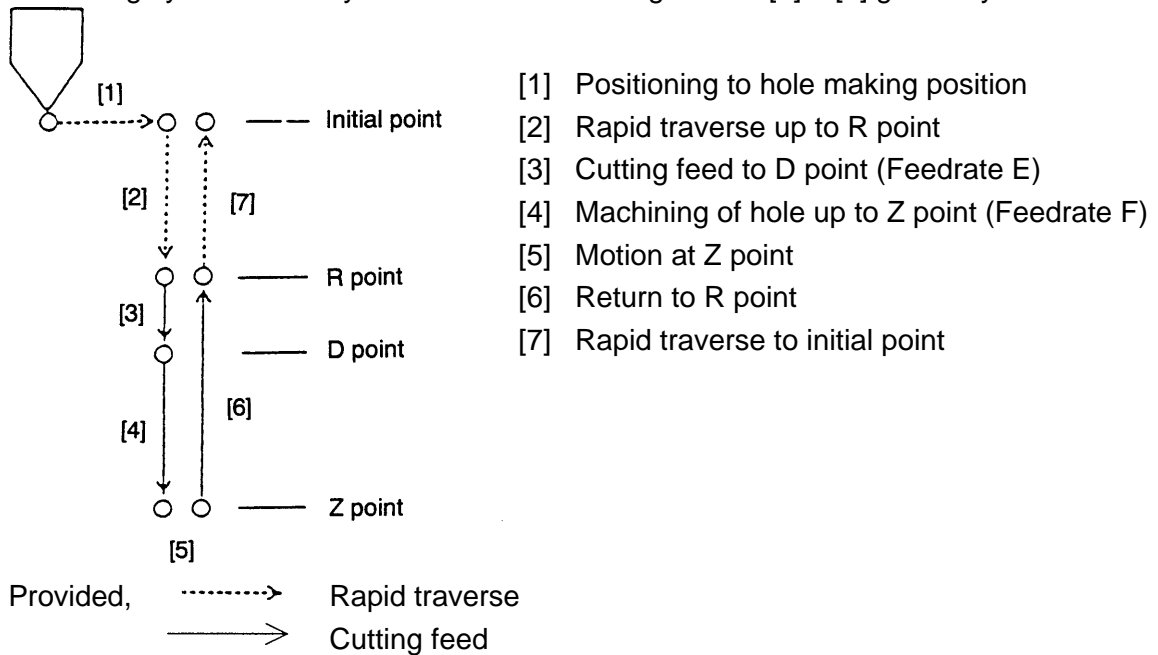 [1]
Initial point
[2]
[7]
R point
[3]
D point
[4]
[6]
Z point
[5]
[1] Positioning to hole making position
[2] Rapid traverse up to R point
[3] Cutting feed to D point (Feedrate E)
[4] Machining of hole up to Z point (Feedrate F)
[5] Motion at Z point
[6] Return to R point
[7] Rapid traverse to initial point
Provided,
Rapid traverse
Cutting feed